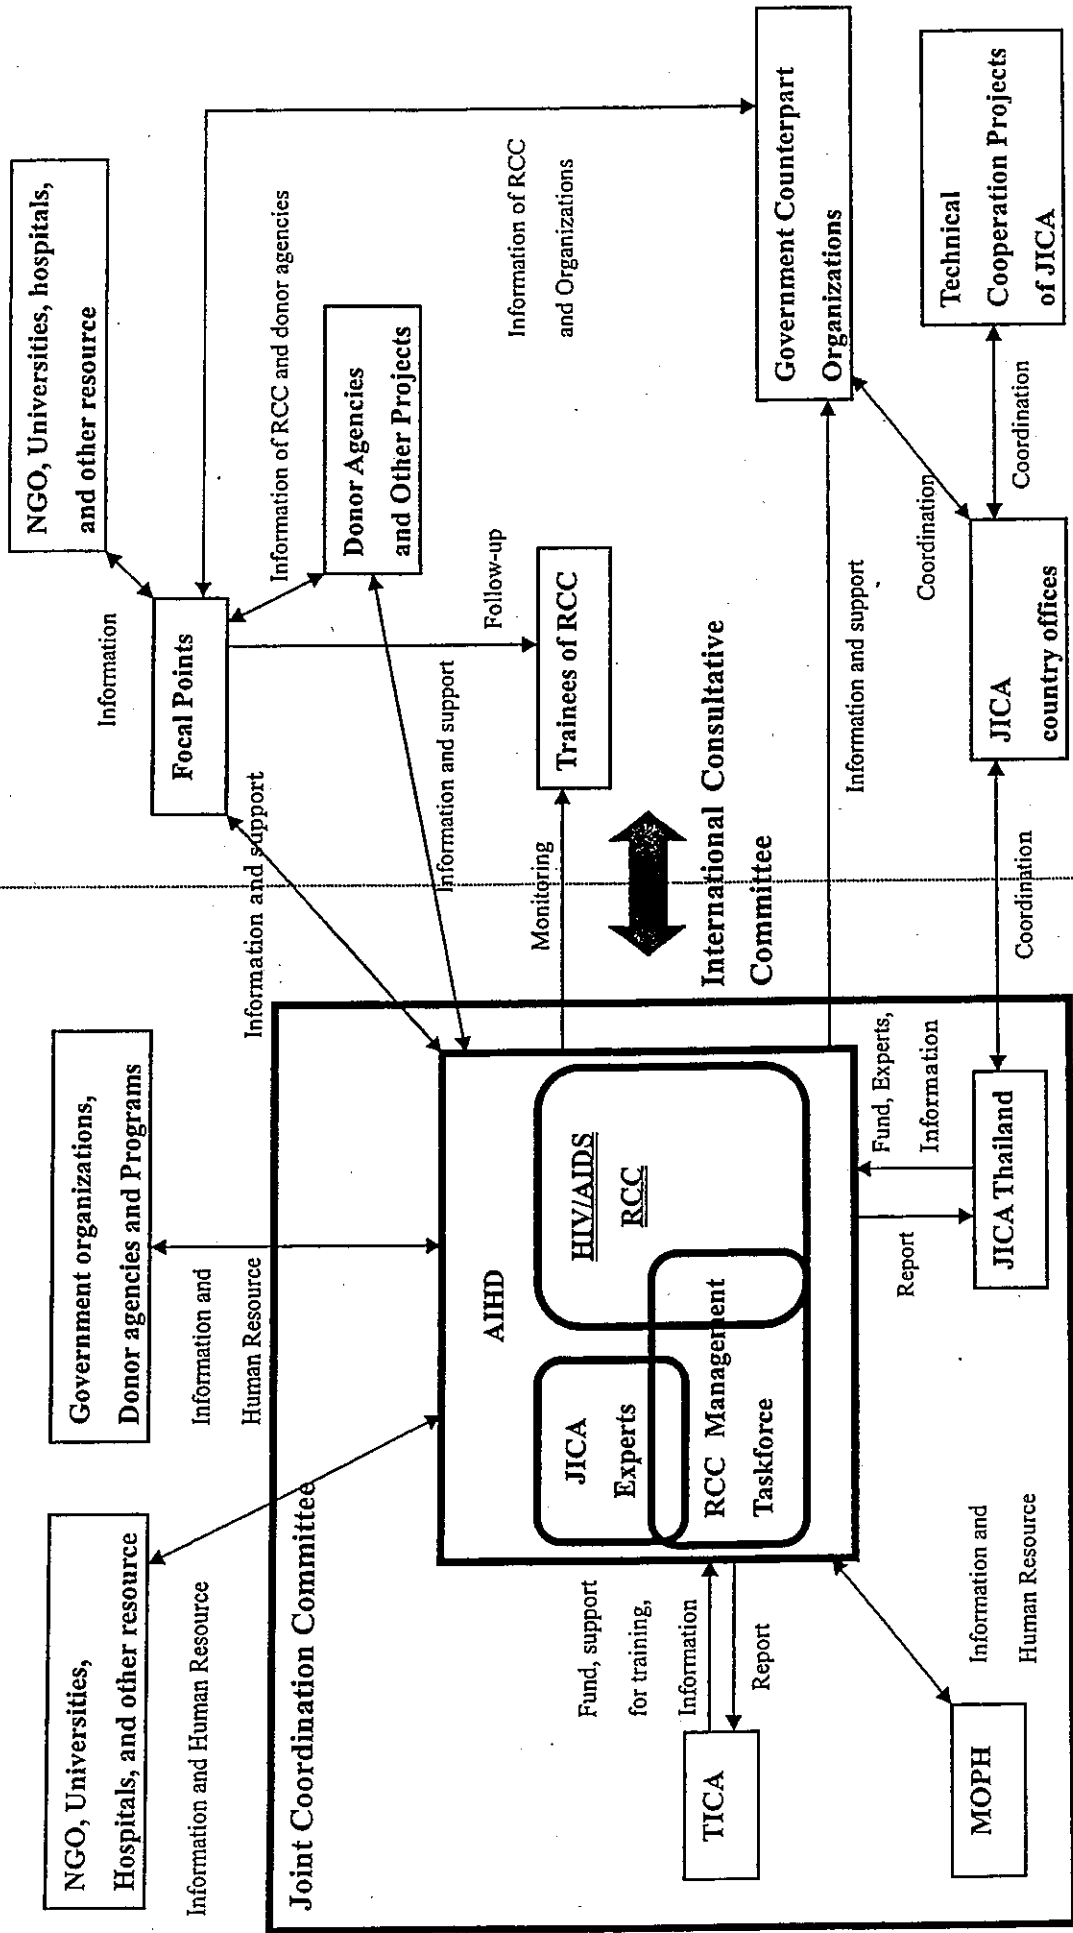 NGO, Universities,
Hospitals, and other resource
Information and Human Resource
Government organizations,
Donor agencies and Programs
Information and
Human Resource
Joint Coordination Committee
AIHD
JICA
Experts
HIV/AIDS
RCC
RCC Management
Taskforce
Fund, support
for training,
Information
Report
TICA
MOPH
Information and
Human Resource
Report
Fund, Experts,
Information
JICA Thailand
NGO, Universities, hospitals,
and other resource
Information
Focal Points
Information and support
Information of RCC and donor agencies
Donor Agencies
and Other Projects
Follow-up
Information and support
Information of RCC
and Organizations
Monitoring
Trainees of RCC
International Consultative
Committee
Information and support
Government Counterpart
Organizations
Coordination
Coordination
JICA
country offices
Coordination
Technical
Cooperation Projects
of JICA